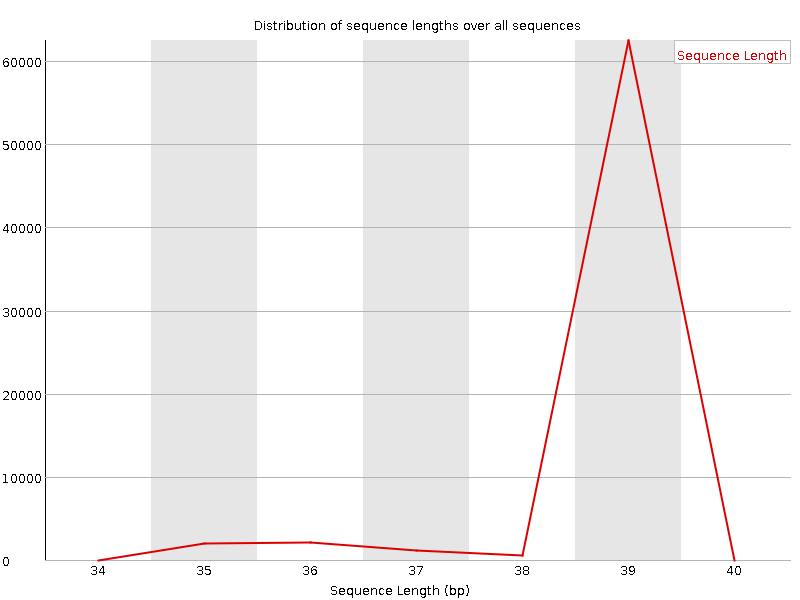 Distribution of sequence lengths over all sequences
Sequence Length
60000
50000
40000
30000
20000
10000
0
34 35 36 37 38 39 40
Sequence Length (bp)